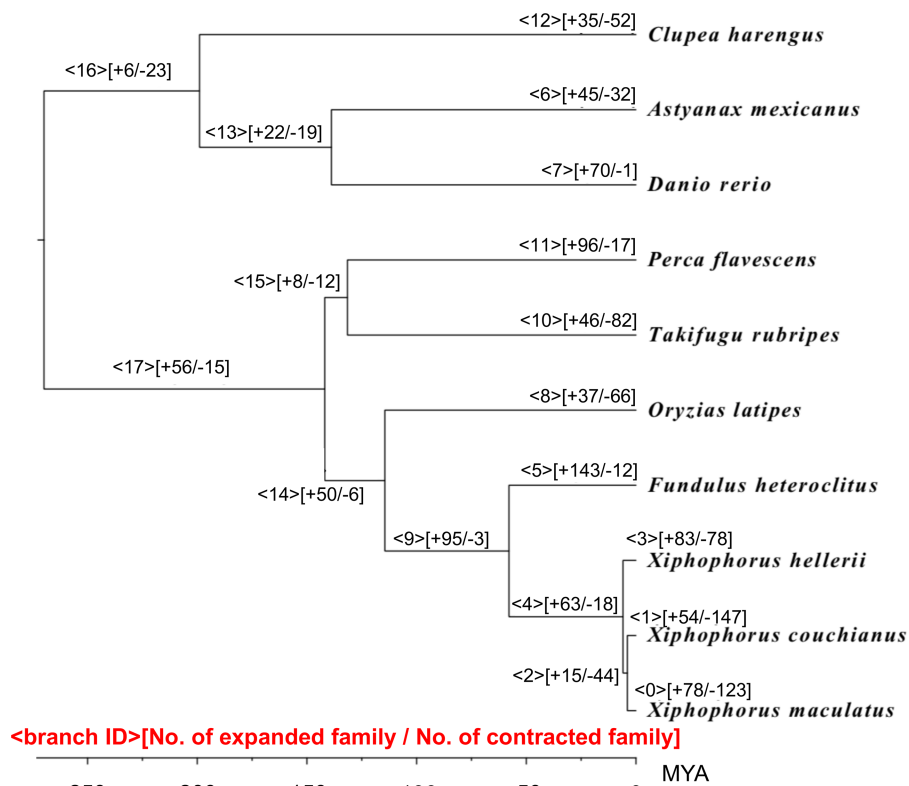 <12>[+35/-52]
Clupea harengus
<16>[+6/-23]
<6>[+45/-32]
Astyanax mexicanus
<13>[+22/-19]
<7>[+70/-1]
Danio rerio
<11>[+96/-17]
Perca flavescens
<15>[+8/-12]
<10>[+46/-82]
Takifugu rubripes
<17>[+56/-15]
<8>[+37/-66]
Oryzias latipes
<5>[+143/-12]
Fundulus heteroclitus
<14>[+50/-6]
<9>[+95/-3]
<3>[+83/-78]
Xiphophorus hellerii
<4>[+63/-18]
<1>[+54/-147]
Xiphophorus couchianus
<2>[+15/-44]
<0>[+78/-123]
Xiphophorus maculatus
<branch ID>[No. of expanded family / No. of contracted family]
MYA